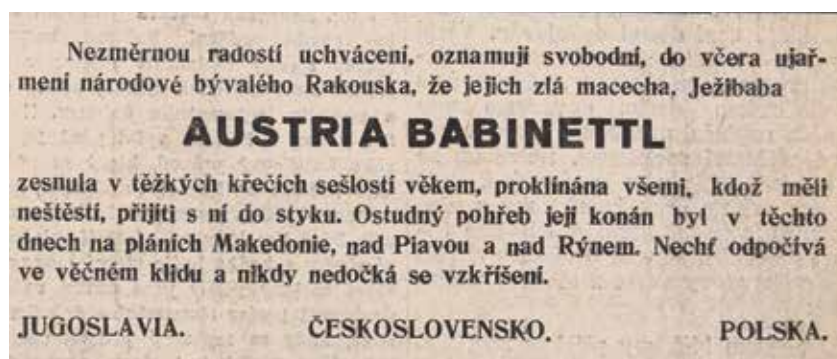 Nezměrnou radostí uchváceni, oznamují svobodní, do včera ujař-
mení národové bývalého Rakouska, že jejich zlá macecha, Ježibaba
AUSTRIA BABINETTL
zesnula v těžkých křečích sešlostí věkem, proklínána všemi, kdož měli
neštěstí, přijíti s ní do styku. Ostudný pohřeb její konán byl v těchto
dnech na pláních Makedonie, nad Piavou a nad Rýnem. Nechť odpočívá
ve věčném klidu a nikdy nedočká se vzkříšení.
JUGOSLAVIA. ČESKOSLOVENSKO. POLSKA.